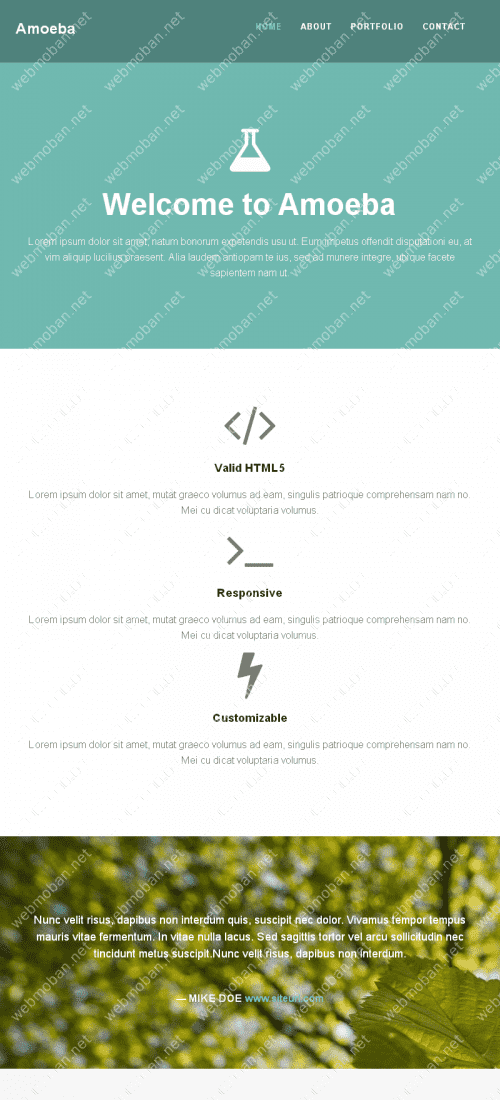 Amoeba
HOME ABOUT PORTFOLIO CONTACT
Welcome to Amoeba
Lorem ipsum dolor sit amet, natum bonorum expetendis usu ut. Eum impetus offendit disputationi eu, at
vim aliquip lucilius praesent. Alia laudem antiopam te ius, sed ad munere integre, ubique facete
sapientem nam ut.
Valid HTML5
Lorem ipsum dolor sit amet, mutat graeco volumus ad eam, singulis patrioque comprehensam nam no.
Mei cu dicat voluptaria volumus.
Responsive
Lorem ipsum dolor sit amet, mutat graeco volumus ad eam, singulis patrioque comprehensam nam no.
Mei cu dicat voluptaria volumus.
Customizable
Lorem ipsum dolor sit amet, mutat graeco volumus ad eam, singulis patrioque comprehensam nam no.
Mei cu dicat voluptaria volumus.
Nunc velit risus, dapibus non interdum quis, suscipit nec dolor. Vivamus tempor tempus
mauris vitae fermentum. In vitae nulla lacus. Sed sagittis tortor vel arcu sollicitudin nec
tincidunt metus suscipit.Nunc velit risus, dapibus non interdum.
— MIKE DOE www.siteurl.com
webmoban.net